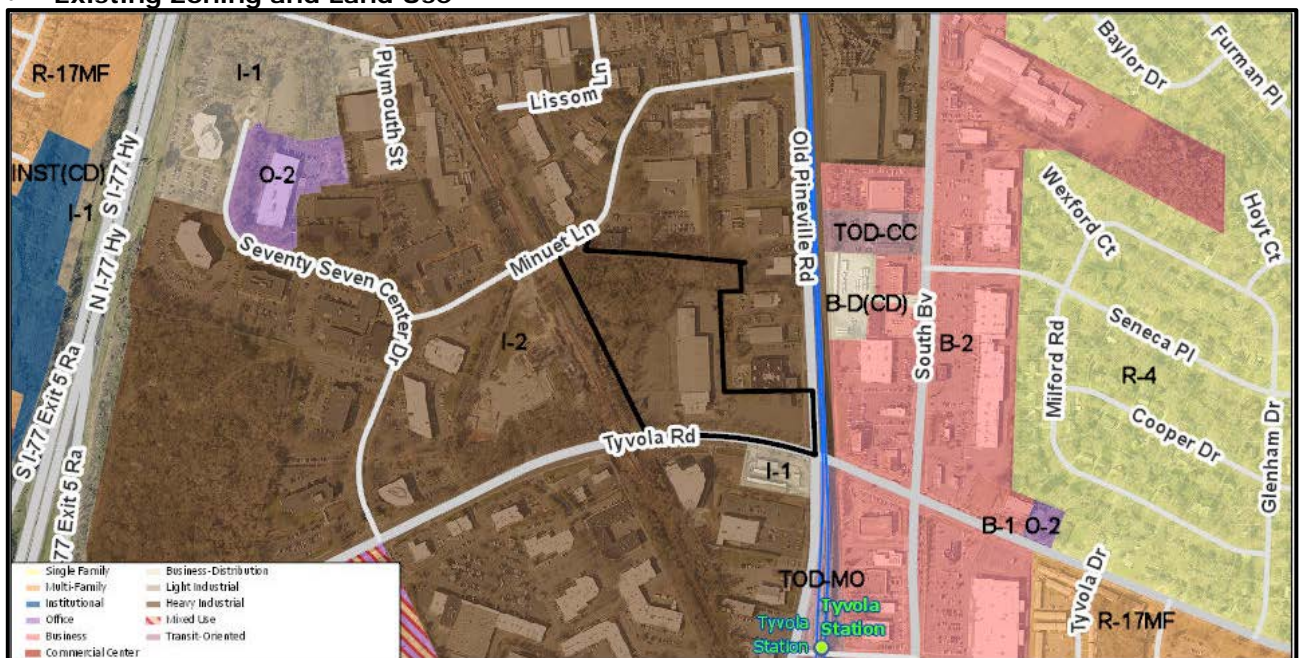 Existing Zoning and Land Use
R-17MF
I-1
Plymouth St
Lissom Ln
Baylor Dr
Furman Pl
INST(CD)
I-1
S I-77 Hy
N I-77 Hy
O-2
Old Pineville Rd
TOD-CC
Wexford Ct
Hoyt Ct
Seventy Seven Center Dr
Minuet Ln
B-D(CD)
South Bv
B-2
Seneca Pl
Milford Rd
R-4
I-2
Cooper Dr
Glenham Dr
S I-77 Exit 5 Ra
77 Exit 5 Ra
Tyvola Rd
I-1
B-1
O-2
TOD-MO
Tyvola
Station
Tyvola
Station
Tyvola Dr
R-17MF
Single Family
Multi-Family
Institutional
Office
Business
Commercial Center
Business-Distribution
Light Industrial
Heavy Industrial
Mixed Use
Transit-Oriented